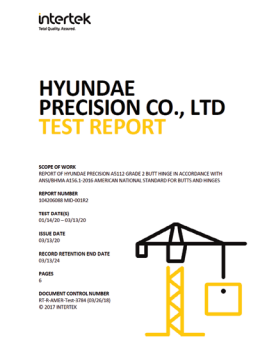 intertek
Total Quality. Assured.
HYUNDAE
PRECISION CO., LTD
TEST REPORT
SCOPE OF WORK
REPORT OF HYUNDAE PRECISION A5112 GRADE 2 BUTT HINGE IN ACCORDANCE WITH
ANSI/BHMA A156.1-2016 AMERICAN NATIONAL STANDARD FOR BUTTS AND HINGES
REPORT NUMBER
104206088 MID-001R2
TEST DATE(S)
01/14/20 – 03/13/20
ISSUE DATE
03/13/20
RECORD RETENTION END DATE
03/13/24
PAGES
6
DOCUMENT CONTROL NUMBER
RT-R-AMER-Test-3784 (03/26/18)
© 2017 INTERTEK